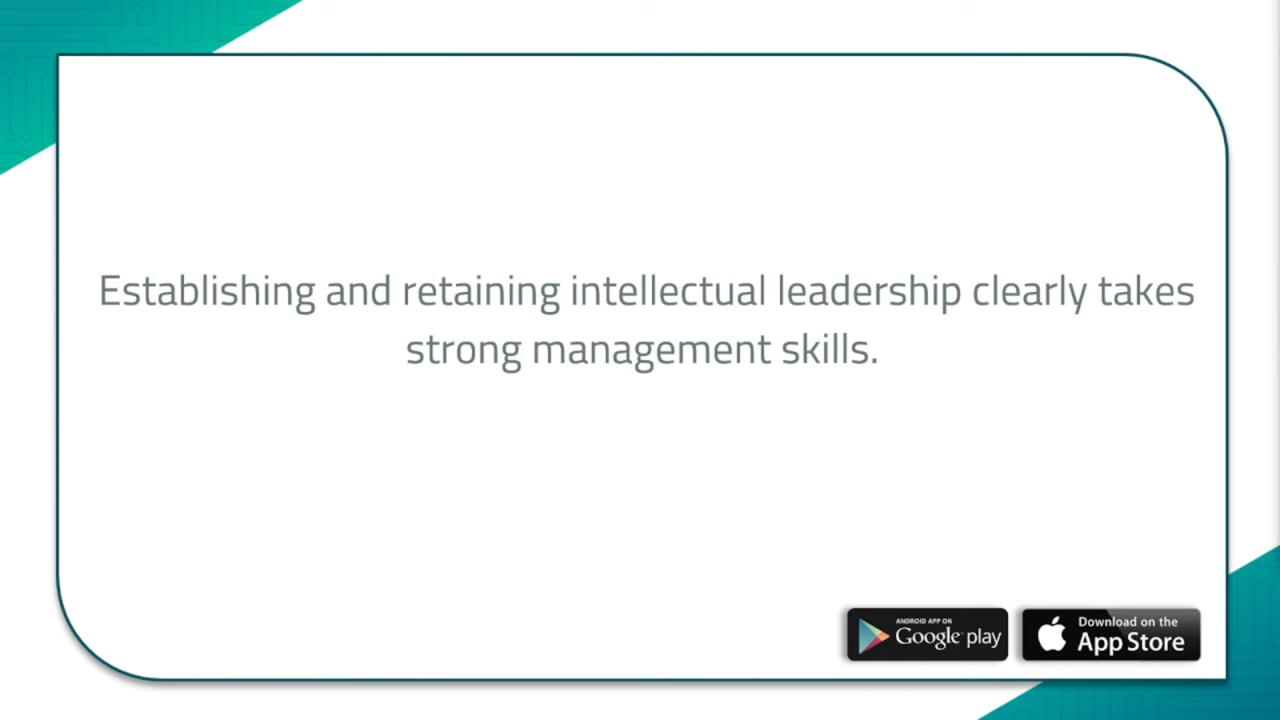 Establishing and retaining intellectual leadership clearly takes
strong management skills.
ANDROID APP ON
Google play
Download on the
App Store